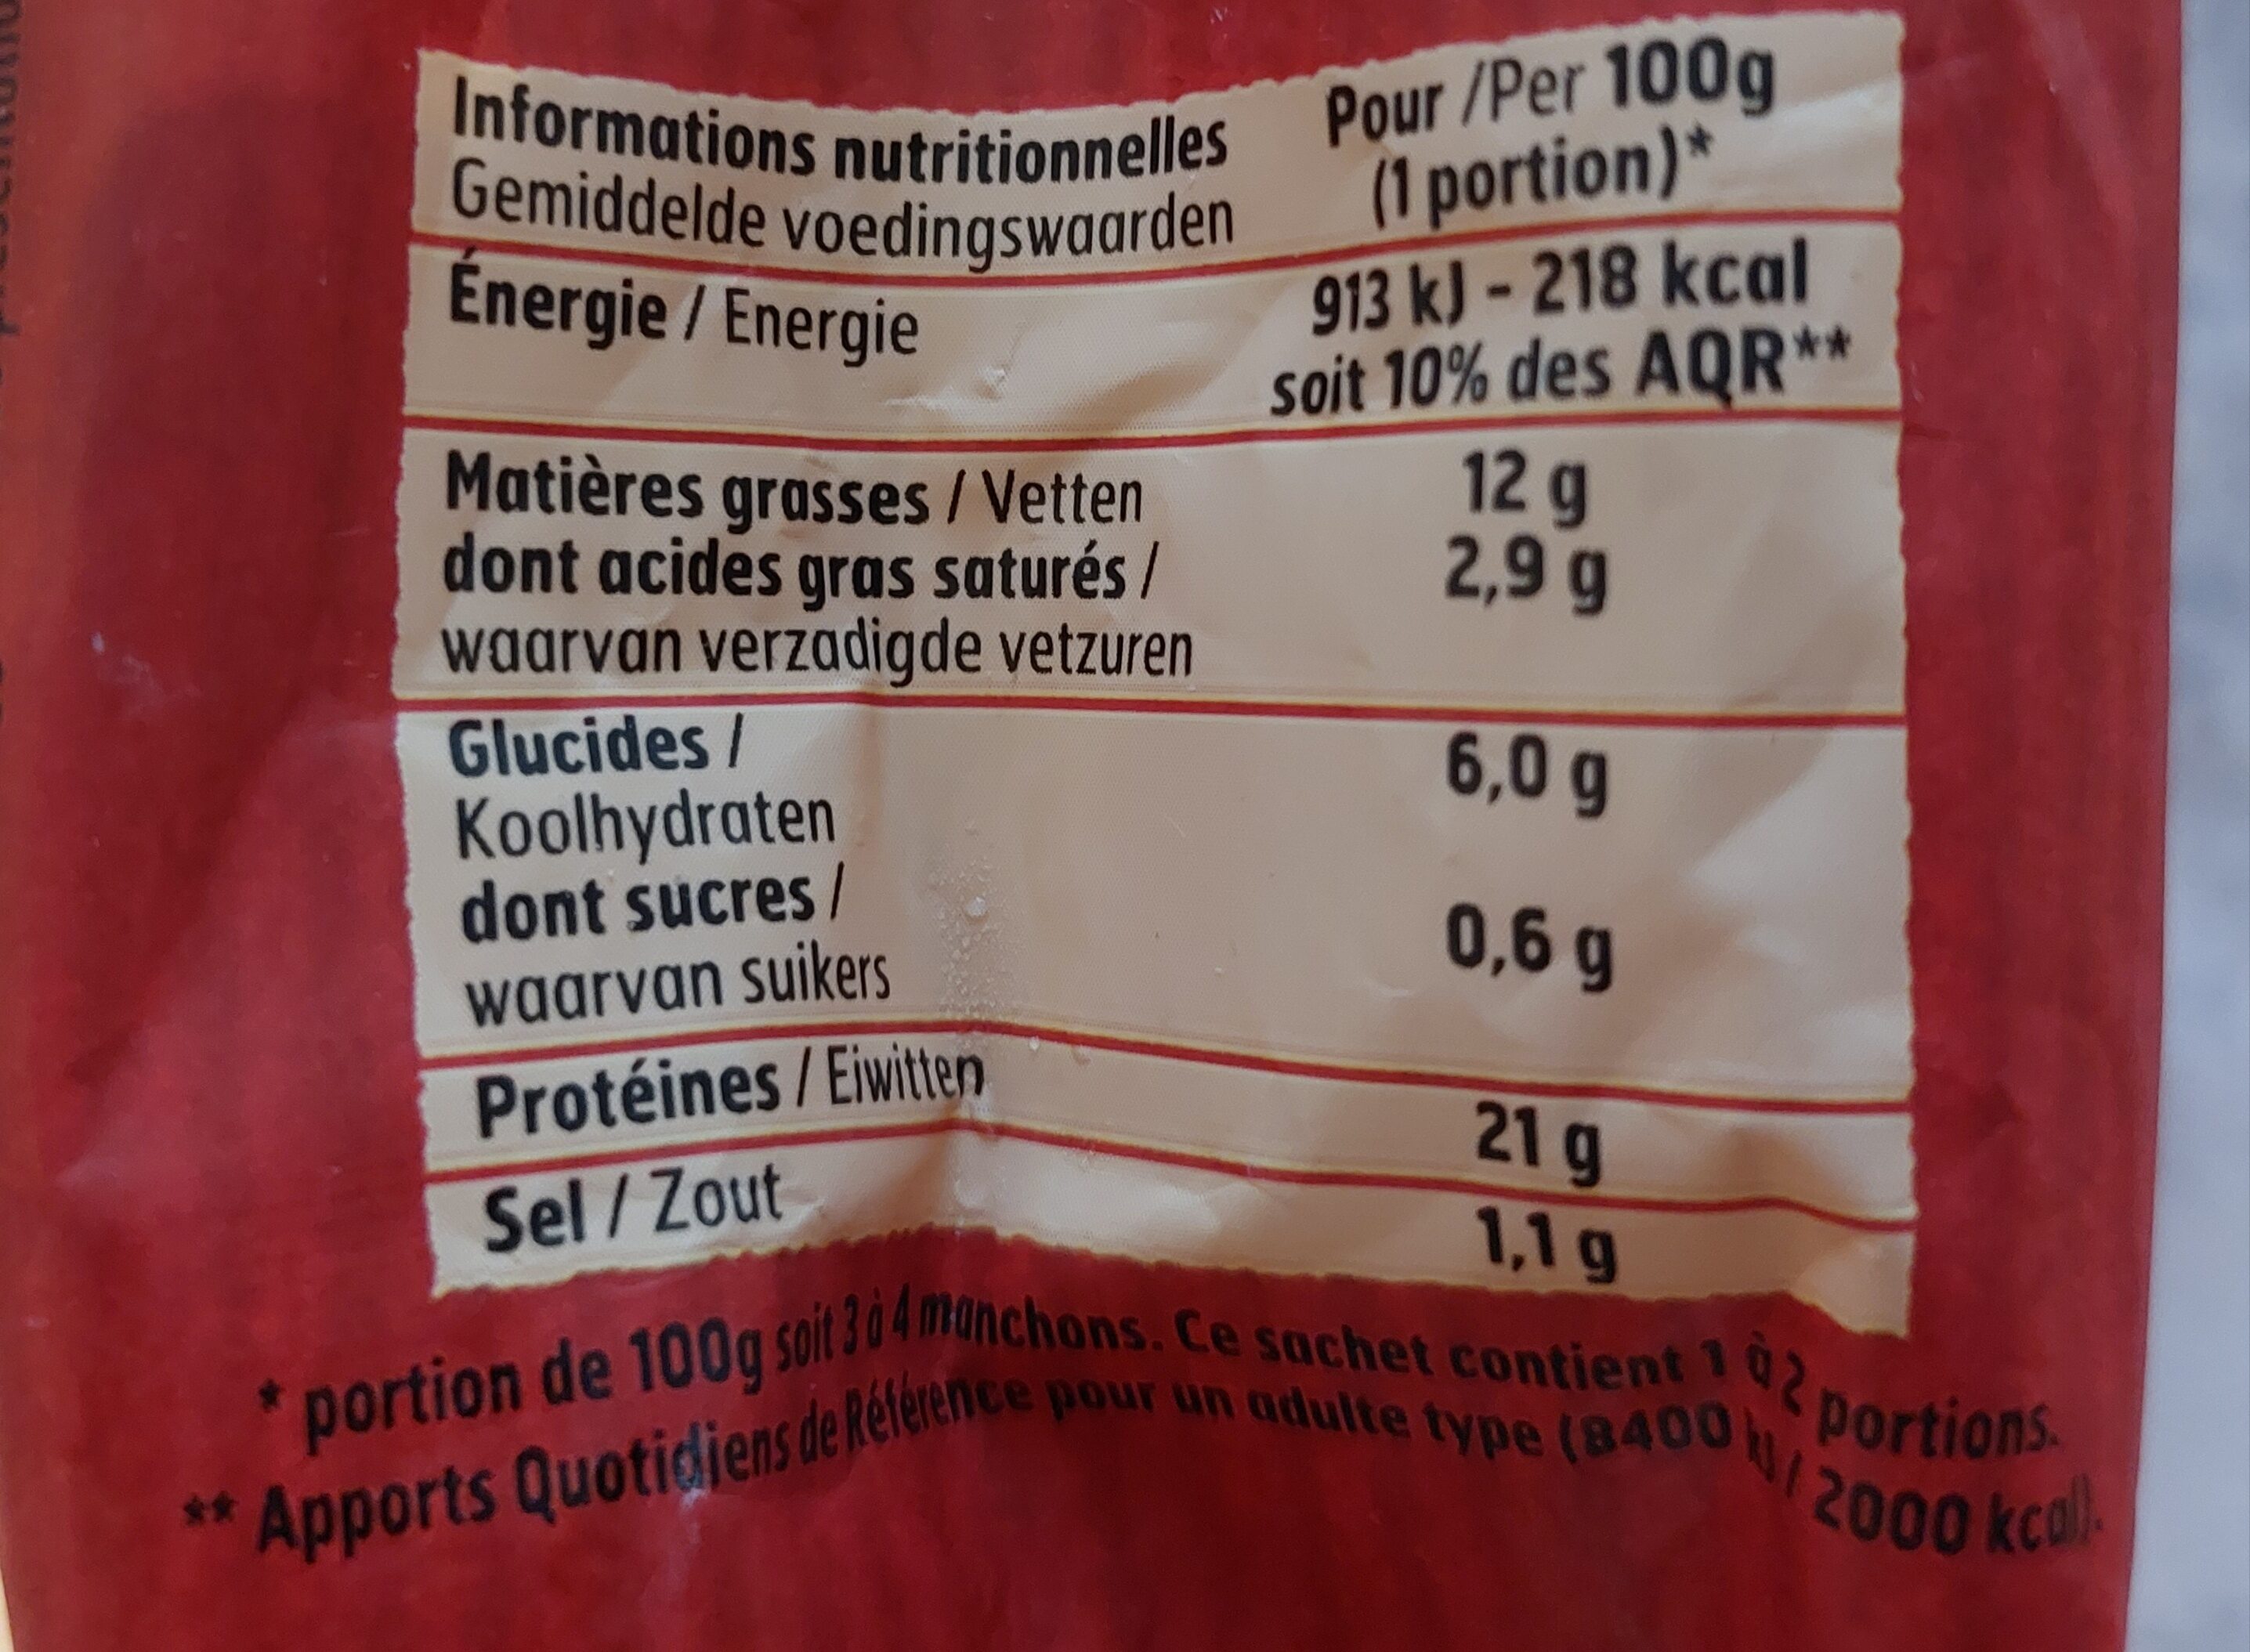 Informations nutritionnelles
Gemiddelde voedingswaarden
Pour /Per 100g
(1 portion)*
Énergie / Energie
913 kJ - 218 kcal
soit 10% des AQR**
Matières grasses / Vetten
12 g
dont acides gras saturés /
2,9 g
waarvan verzadigde vetzuren
Glucides /
6,0 g
Koolhydraten
dont sucres /
0,6 g
waarvan suikers
Protéines / Eiwitten
21 g
Sel / Zout
1,1 g
* portion de 100g soit 3 à 4 manchons. Ce sachet contient 1 à 2 portions.
** Apports Quotidiens de Référence pour un adulte type (8400 kJ / 2000 kcal).